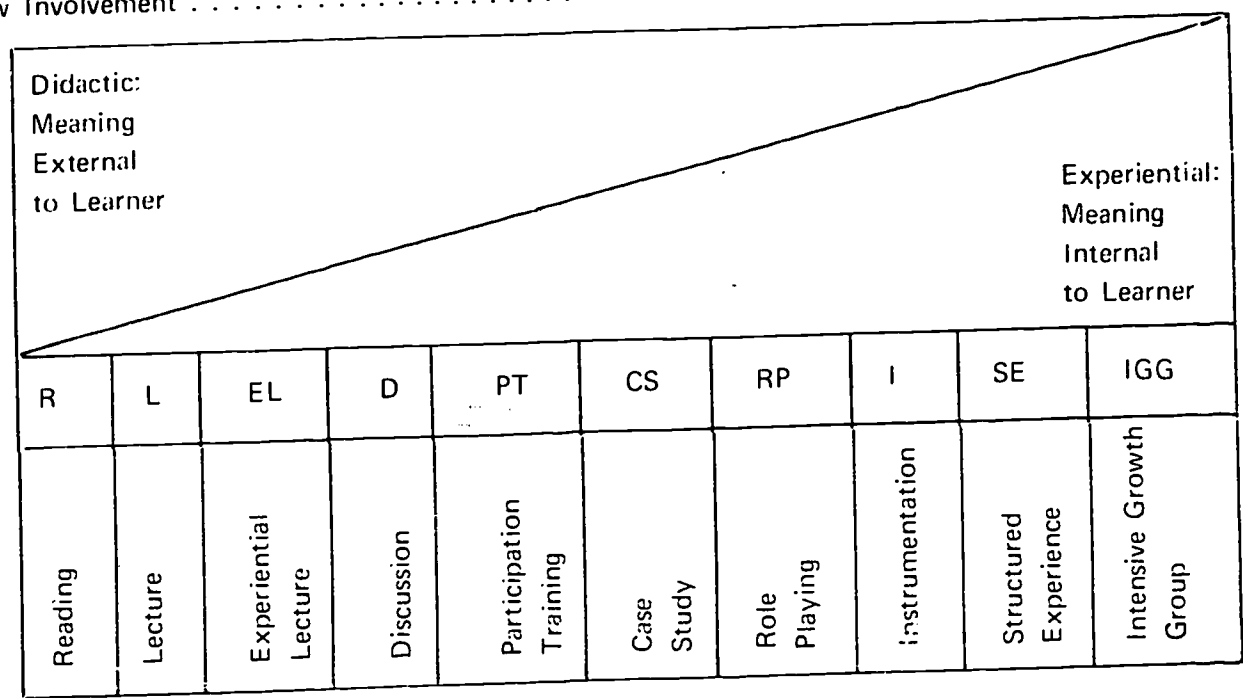 Involvement . . . . . . . . . . . . . . . . . . . . .
Didactic:
Meaning
External
to Learner
Experiential:
Meaning
Internal
to Learner
R L EL D PT CS RP I SE IGG
Reading
Lecture
Experiential
Lecture
Discussion
Participation
Training
Case
Study
Role
Playing
Instrumentation
Structured
Experience
Intensive Growth
Group